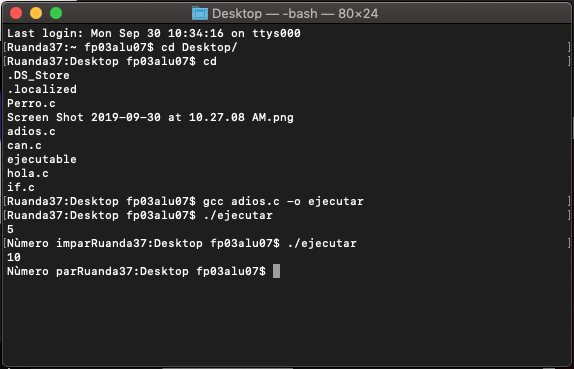 Desktop — -bash — 80×24
Last login: Mon Sep 30 10:34:16 on ttys000
[Ruanda37:~ fp03alu07$ cd Desktop/ ]
[Ruanda37:Desktop fp03alu07$ cd ]
.DS_Store
.localized
Perro.c
Screen Shot 2019-09-30 at 10.27.08 AM.png
adios.c
can.c
ejecutable
hola.c
if.c
[Ruanda37:Desktop fp03alu07$ gcc adios.c -o ejecutar ]
[Ruanda37:Desktop fp03alu07$ ./ejecutar ]
5
[Nùmero imparRuanda37:Desktop fp03alu07$ ./ejecutar ]
10
Nùmero parRuanda37:Desktop fp03alu07$